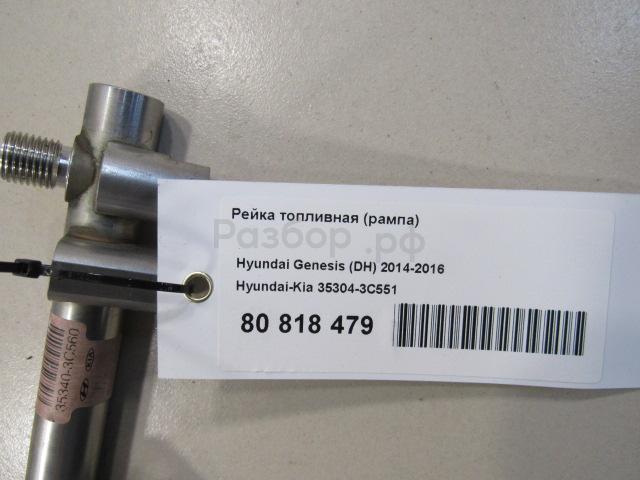 Рейка топливная (рампа)
Разбор.рф
Hyundai Genesis (DH) 2014-2016
Hyundai-Kia 35304-3C551
80 818 479
35340-3C560
KIA